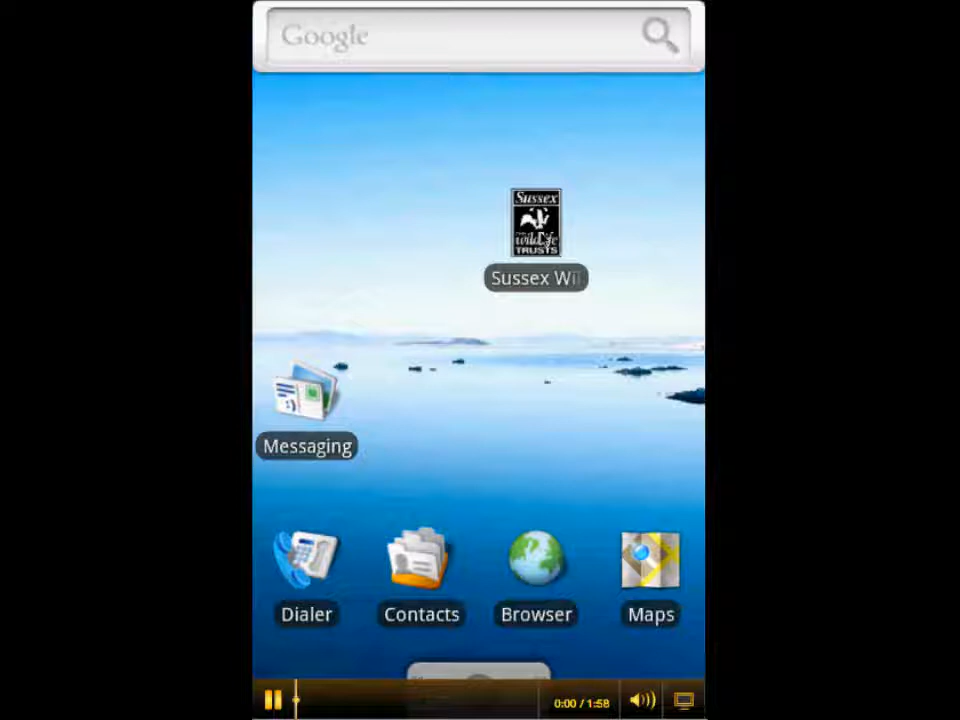 Google
Sussex
wildlife
TRUSTS
Sussex Wi
Messaging
Dialer
Contacts
Browser
Maps
0:00 / 1:58